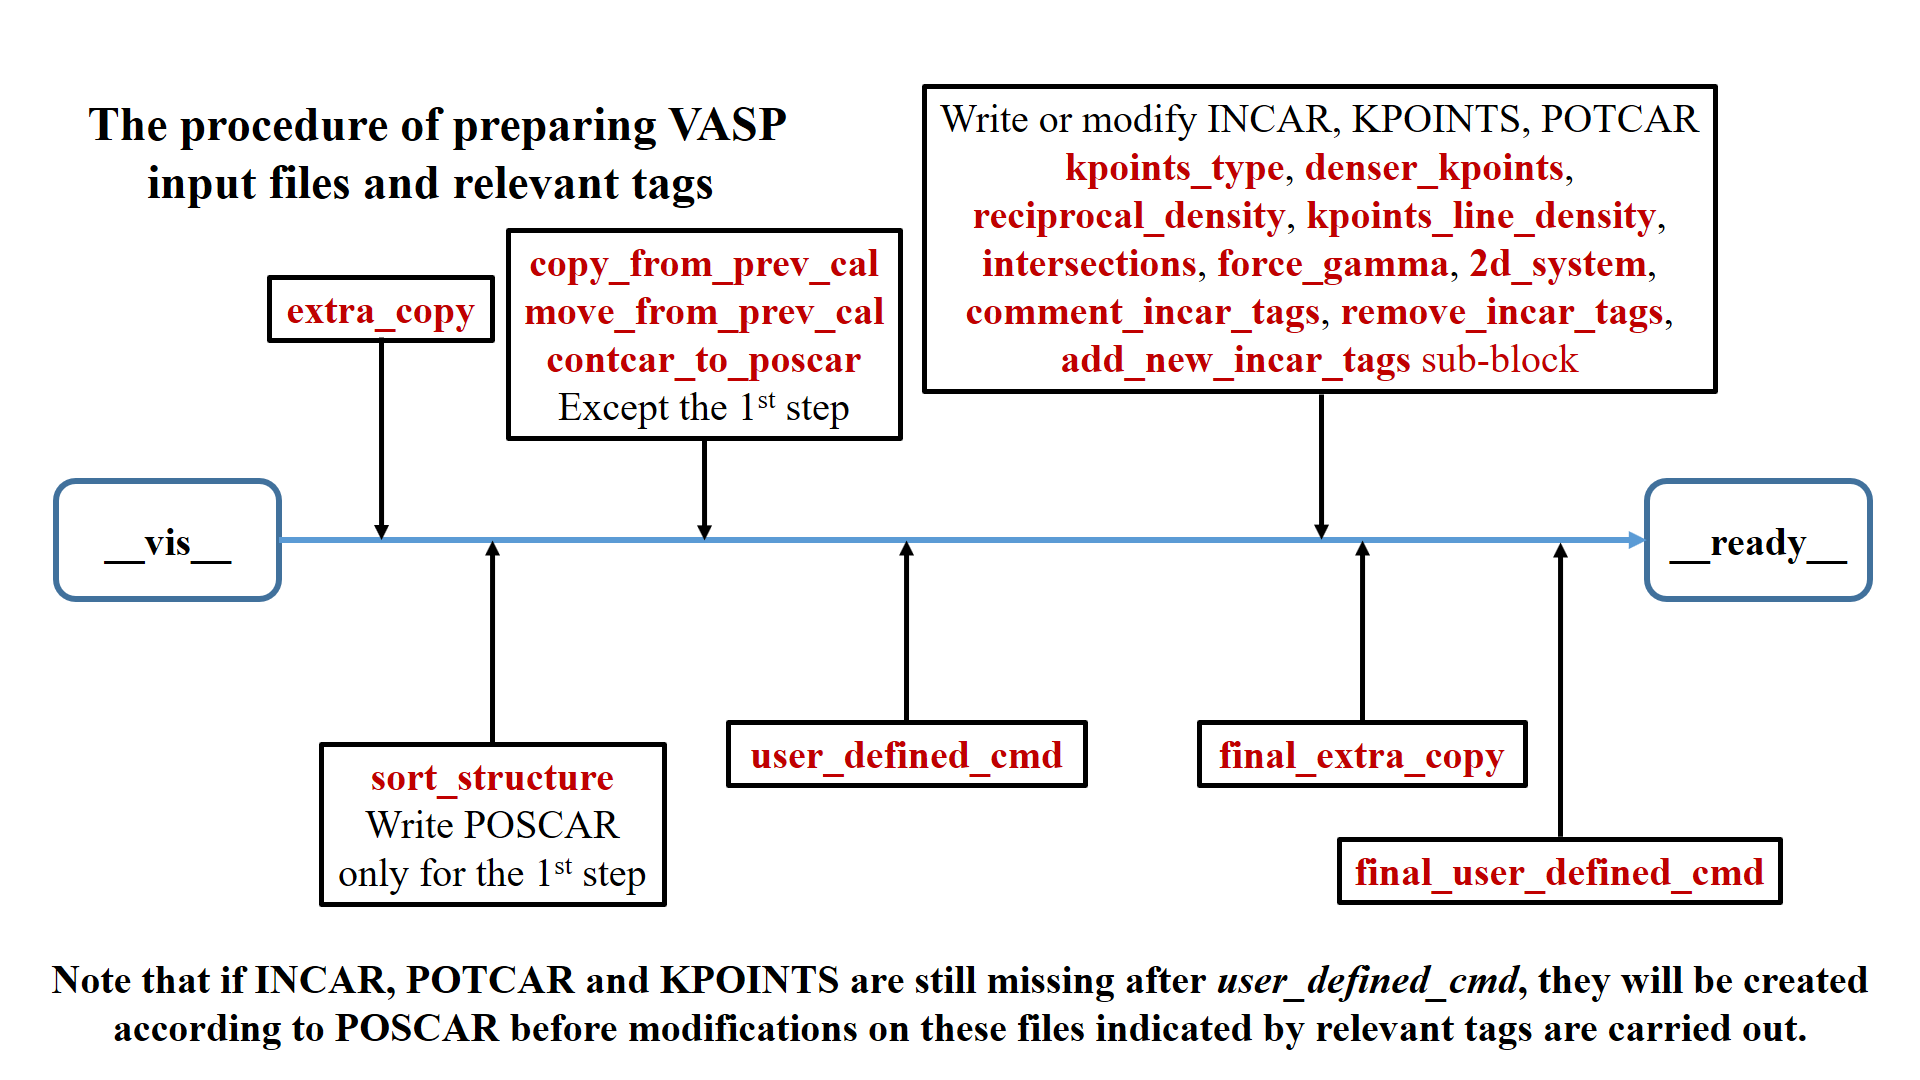 The procedure of preparing VASP
input files and relevant tags
extra_copy
copy_from_prev_cal
move_from_prev_cal
contcar_to_poscar
Except the 1st step
Write or modify INCAR, KPOINTS, POTCAR
kpoints_type, denser_kpoints,
reciprocal_density, kpoints_line_density,
intersections, force_gamma, 2d_system,
comment_incar_tags, remove_incar_tags,
add_new_incar_tags sub-block
__vis__
__ready__
sort_structure
Write POSCAR
only for the 1st step
user_defined_cmd
final_extra_copy
final_user_defined_cmd
Note that if INCAR, POTCAR and KPOINTS are still missing after user_defined_cmd, they will be created
according to POSCAR before modifications on these files indicated by relevant tags are carried out.